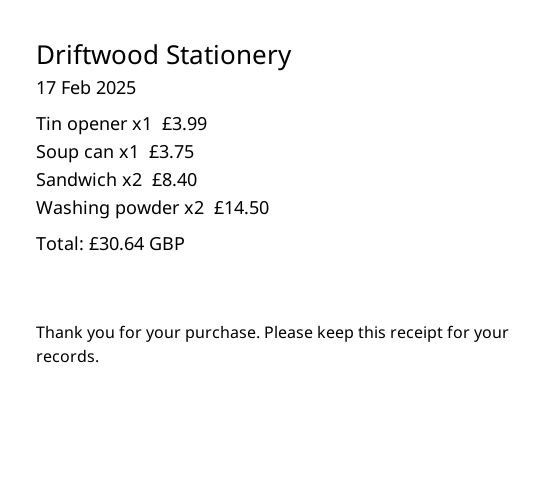 Driftwood Stationery
17 Feb 2025
Tin opener x1  £3.99
Soup can x1  £3.75
Sandwich x2  £8.40
Washing powder x2  £14.50
Total: £30.64 GBP
Thank you for your purchase. Please keep this receipt for your
records.